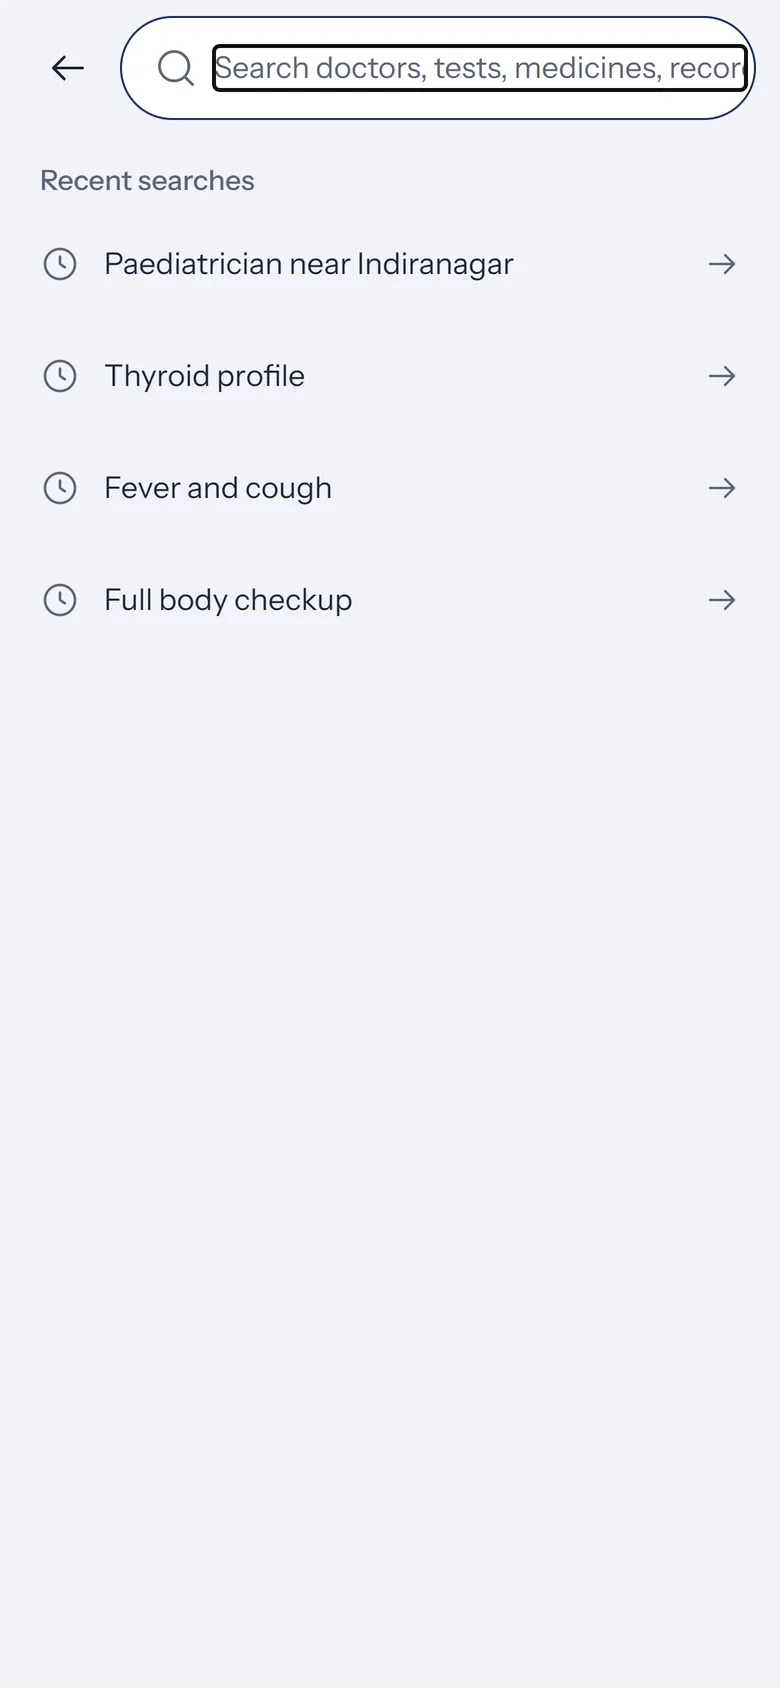 Search doctors, tests, medicines, recor
Recent searches
Paediatrician near Indiranagar
Thyroid profile
Fever and cough
Full body checkup